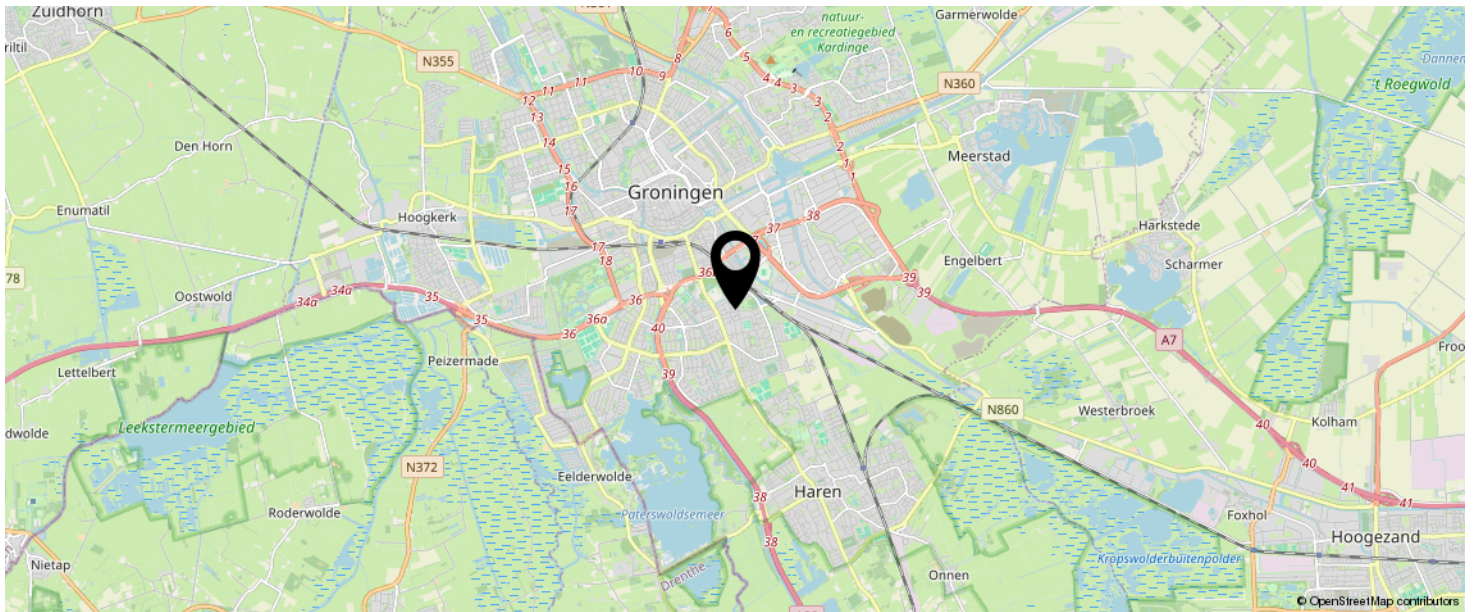 Zuidhorn
natuur-
en recreatiegebied
Kardinge
Garmerwolde
N355
N360
't Roegwold
7
6
5
4
4
3
3
2
2
1
1
8
9
10
11
11
12
13
14
15
16
17
17
18
Den Horn
Meerstad
Groningen
Enumatil
Hoogkerk
38
37
Harkstede
Engelbert
Scharmer
78
Oostwold
34a
34a
35
35
36
36a
36
40
39
39
39
A7
Peizermade
Lettelbert
Leekstermeergebied
N860
Westerbroek
Kolham
40
40
41
41
N372
Eelderwolde
Haren
38
38
Paterswoldsemeer
Roderwolde
Foxhol
Hoogezand
Kropswolderbuitenpolder
Nietap
Drenthe
Onnen
© OpenStreetMap contributors